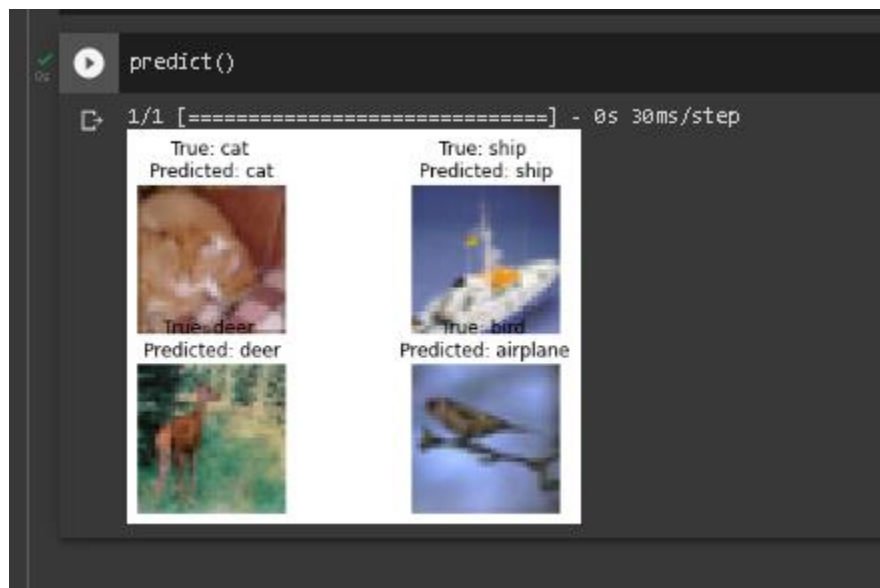 predict()
0s
1/1 [==============================] - 0s 30ms/step
True: cat
Predicted: cat
True: ship
Predicted: ship
True: deer
Predicted: deer
True: bird
Predicted: airplane